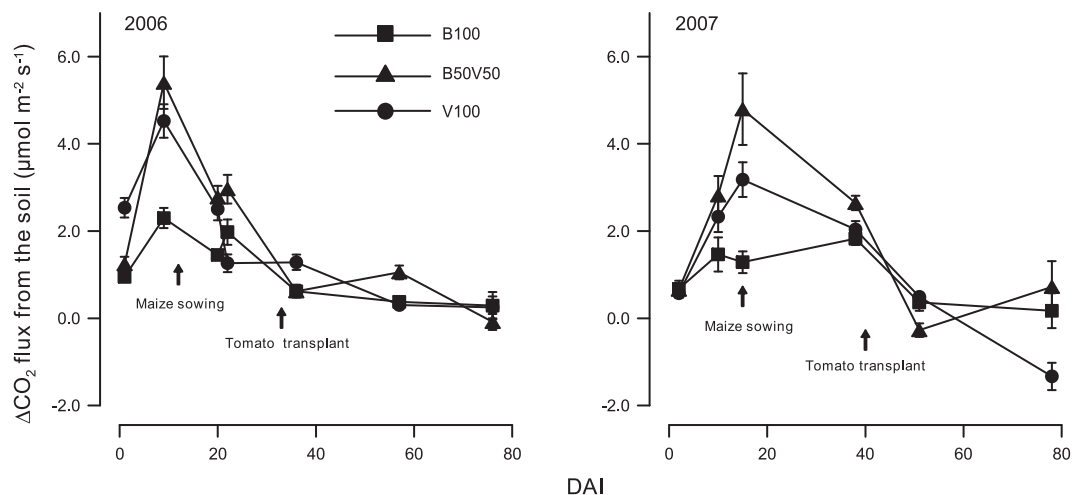 2006
B100
B50V50
V100
ΔCO₂ flux from the soil (µmol m⁻² s⁻¹)
6.0
4.0
2.0
0.0
-2.0
Maize sowing
Tomato transplant
0 20 40 60 80
2007
6.0
4.0
2.0
0.0
-2.0
Maize sowing
Tomato transplant
0 20 40 60 80
DAI